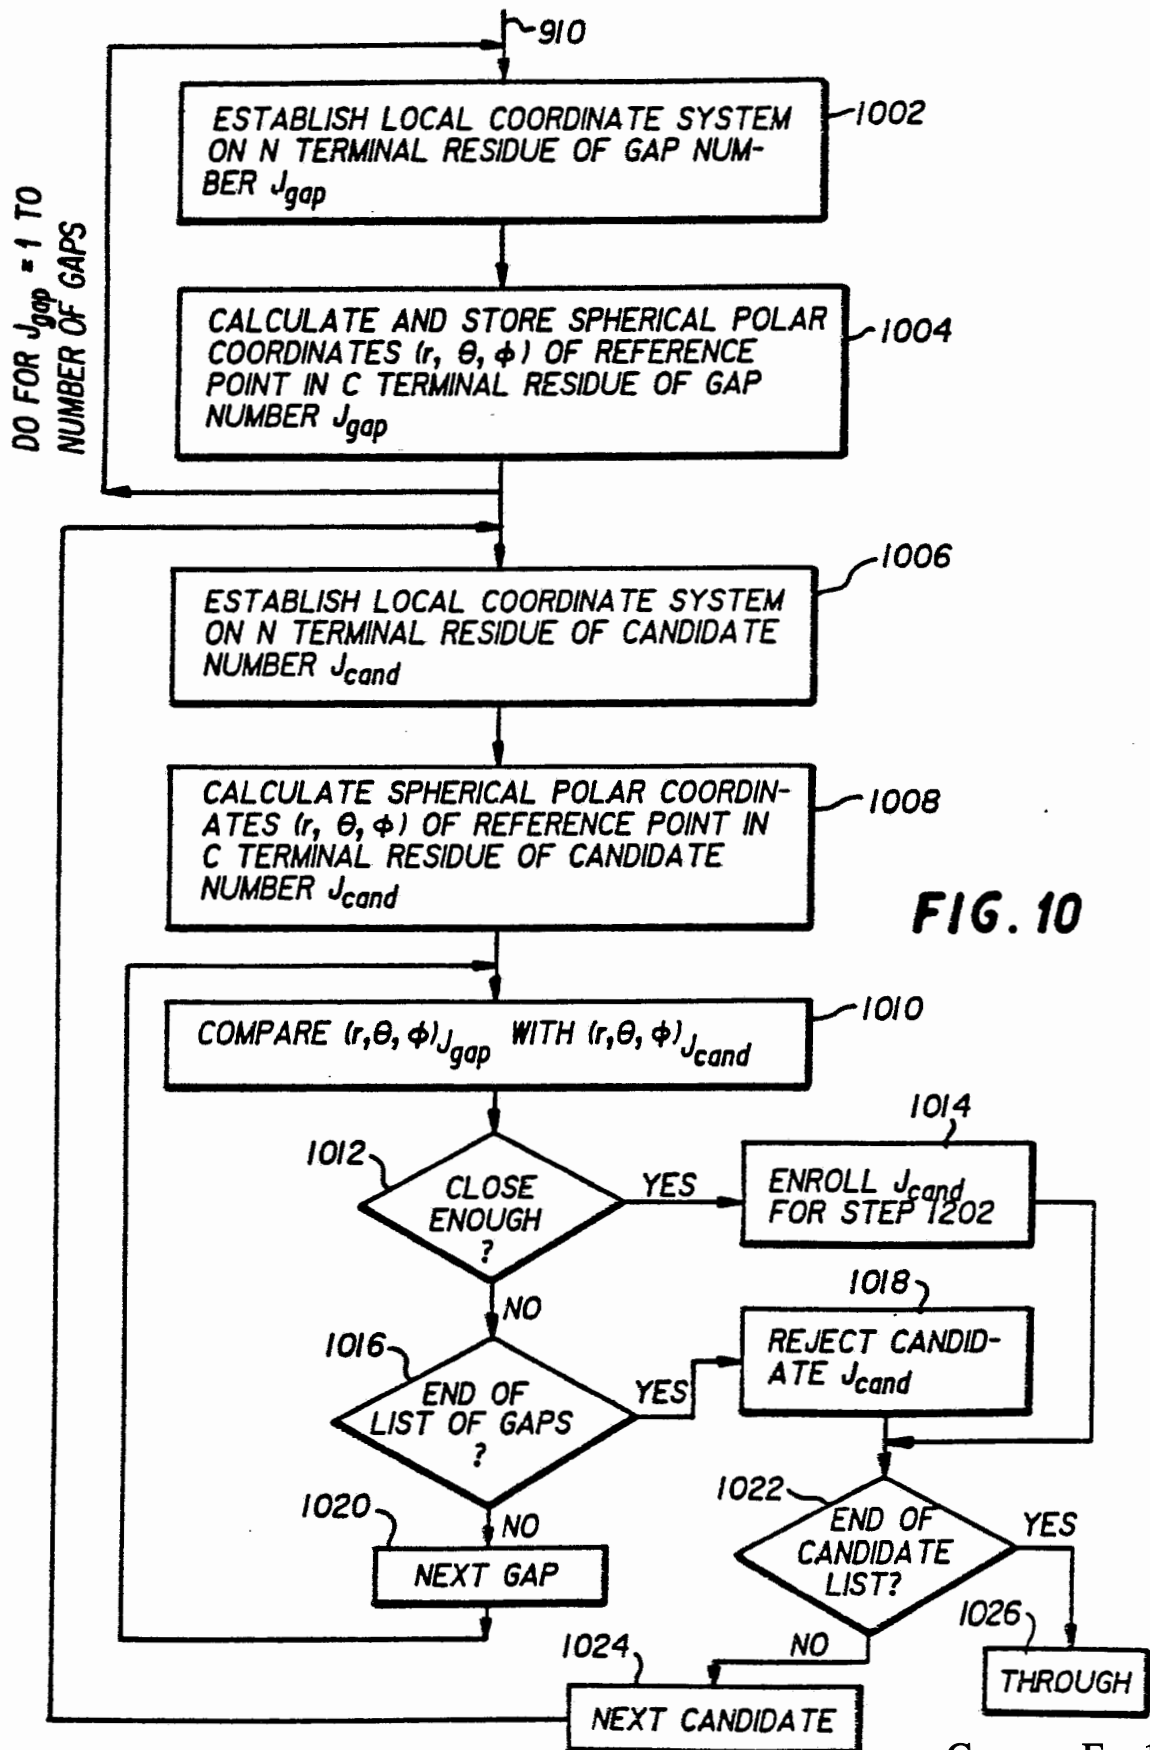 910
ESTABLISH LOCAL COORDINATE SYSTEM
ON N TERMINAL RESIDUE OF GAP NUM-
BER Jgap
1002
DO FOR Jgap = 1 TO
NUMBER OF GAPS
CALCULATE AND STORE SPHERICAL POLAR
COORDINATES (r, θ, ϕ) OF REFERENCE
POINT IN C TERMINAL RESIDUE OF GAP
NUMBER Jgap
1004
ESTABLISH LOCAL COORDINATE SYSTEM
ON N TERMINAL RESIDUE OF CANDIDATE
NUMBER Jcand
1006
CALCULATE SPHERICAL POLAR COORDIN-
ATES (r, θ, ϕ) OF REFERENCE POINT IN
C TERMINAL RESIDUE OF CANDIDATE
NUMBER Jcand
1008
FIG. 10
COMPARE (r,θ,ϕ)Jgap WITH (r,θ,ϕ)Jcand
1010
1012
CLOSE
ENOUGH
?
YES
NO
1014
ENROLL Jcand
FOR STEP 1202
1016
END OF
LIST OF GAPS
?
YES
NO
1018
REJECT CANDID-
ATE Jcand
1020
NEXT GAP
1022
END OF
CANDIDATE
LIST?
YES
NO
1026
THROUGH
1024
NEXT CANDIDATE